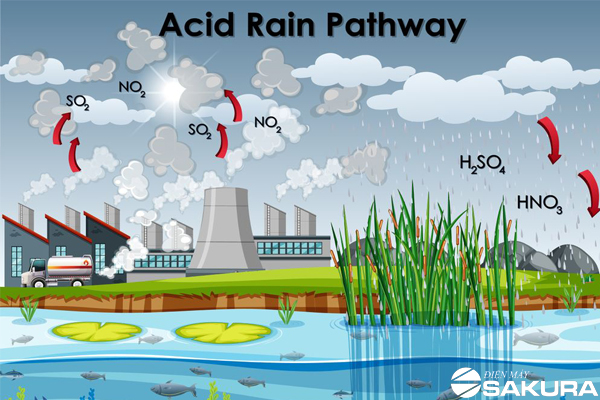 Acid Rain Pathway
SO₂
NO₂
SO₂
NO₂
H₂SO₄
HNO₃
ĐIỆN MÁY
SAKURA